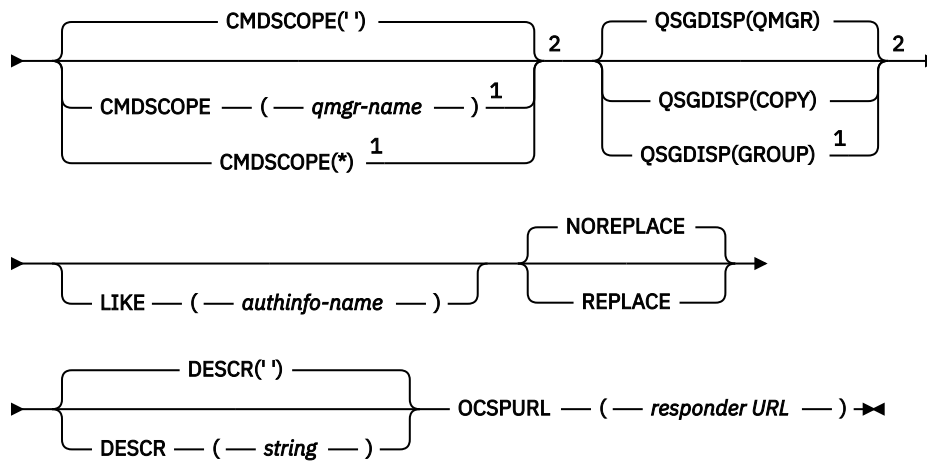 CMDSCOPE(' ') QSGDISP(QMGR)
2 2
CMDSCOPE ( qmgr-name ) 1 QSGDISP(COPY)
CMDSCOPE(*) 1 QSGDISP(GROUP) 1
NOREPLACE
LIKE ( authinfo-name ) REPLACE
DESCR(' ')
OCSPURL ( responder URL )
DESCR ( string )